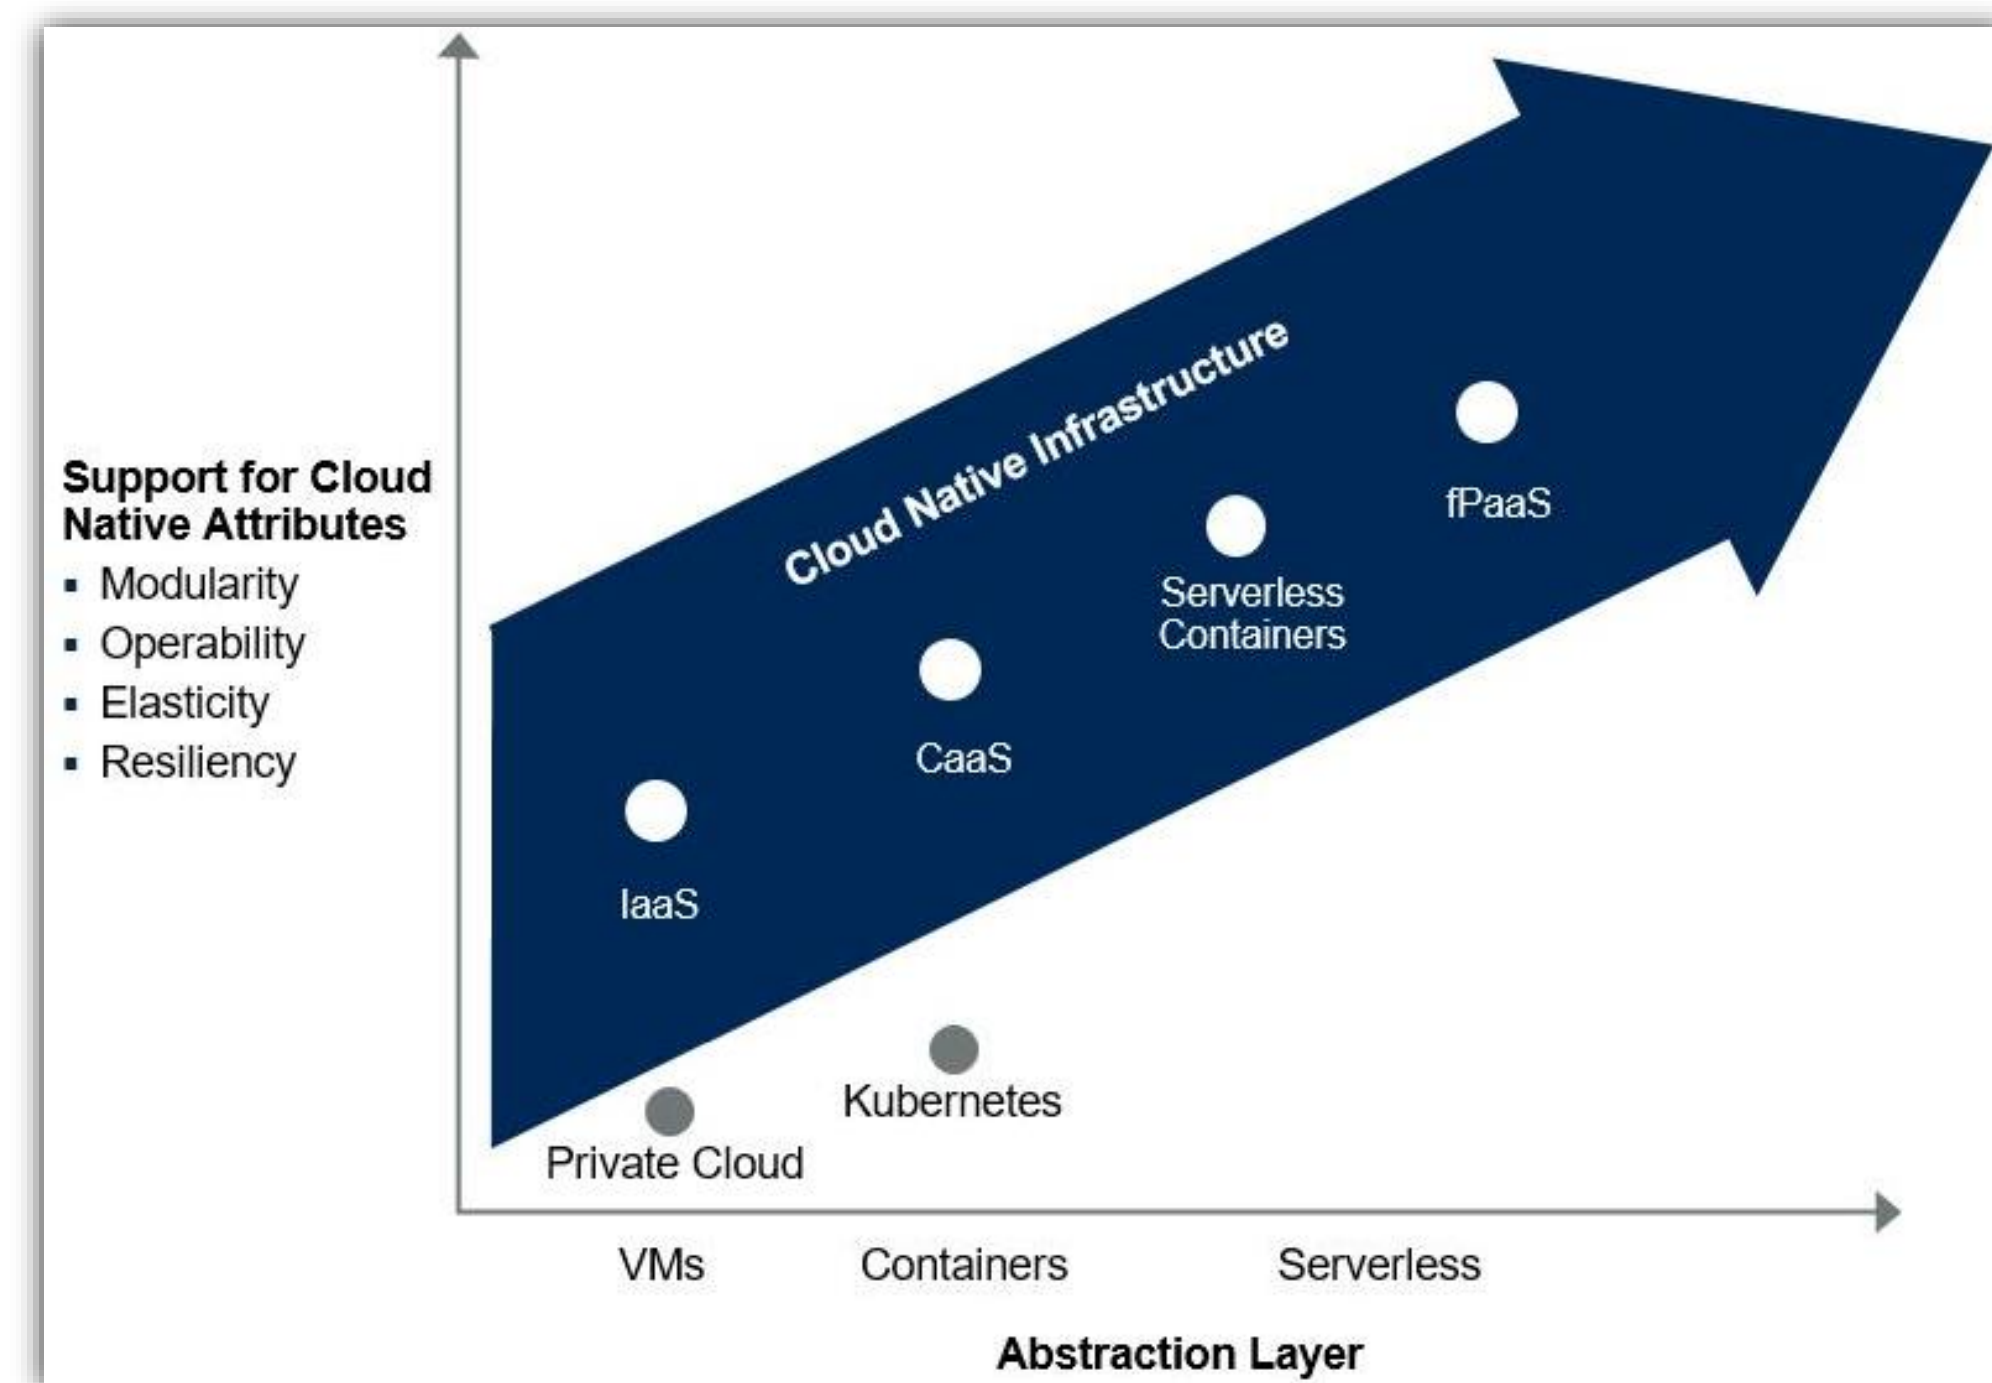 Support for Cloud
Native Attributes
▪ Modularity
▪ Operability
▪ Elasticity
▪ Resiliency
Cloud Native Infrastructure
fPaaS
Serverless
Containers
CaaS
IaaS
Kubernetes
Private Cloud
VMs
Containers
Serverless
Abstraction Layer